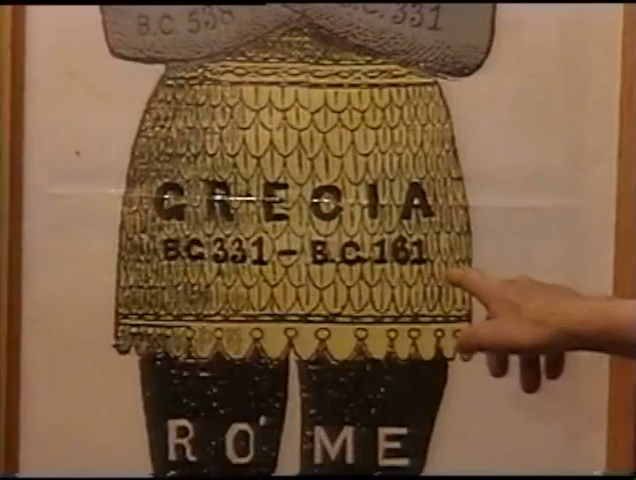 B.C. 538 B.C. 331
GRECIA
B.C. 331 – B.C. 161
ROME